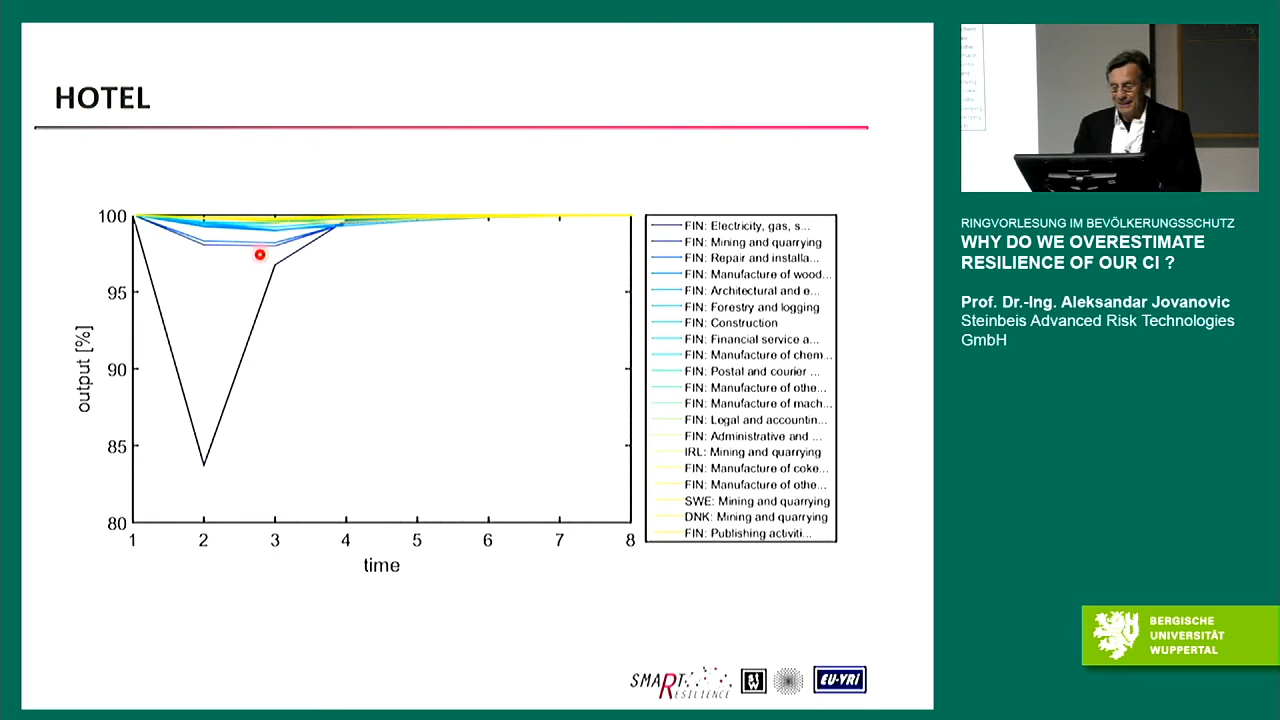 HOTEL
100
95
90
85
80
output [%]
1 2 3 4 5 6 7 8
time
FIN: Electricity, gas, s...
FIN: Mining and quarrying
FIN: Repair and installa...
FIN: Manufacture of wood...
FIN: Architectural and e...
FIN: Forestry and logging
FIN: Construction
FIN: Financial service a...
FIN: Manufacture of chem...
FIN: Postal and courier ...
FIN: Manufacture of othe...
FIN: Manufacture of mach...
FIN: Legal and accountin...
FIN: Administrative and ...
IRL: Mining and quarrying
FIN: Manufacture of coke...
FIN: Manufacture of othe...
SWE: Mining and quarrying
DNK: Mining and quarrying
FIN: Publishing activiti...
SMART RESILIENCE
EU-VRi
RINGVORLESUNG IM BEVÖLKERUNGSSCHUTZ
WHY DO WE OVERESTIMATE
RESILIENCE OF OUR CI ?
Prof. Dr.-Ing. Aleksandar Jovanovic
Steinbeis Advanced Risk Technologies
GmbH
BERGISCHE
UNIVERSITÄT
WUPPERTAL